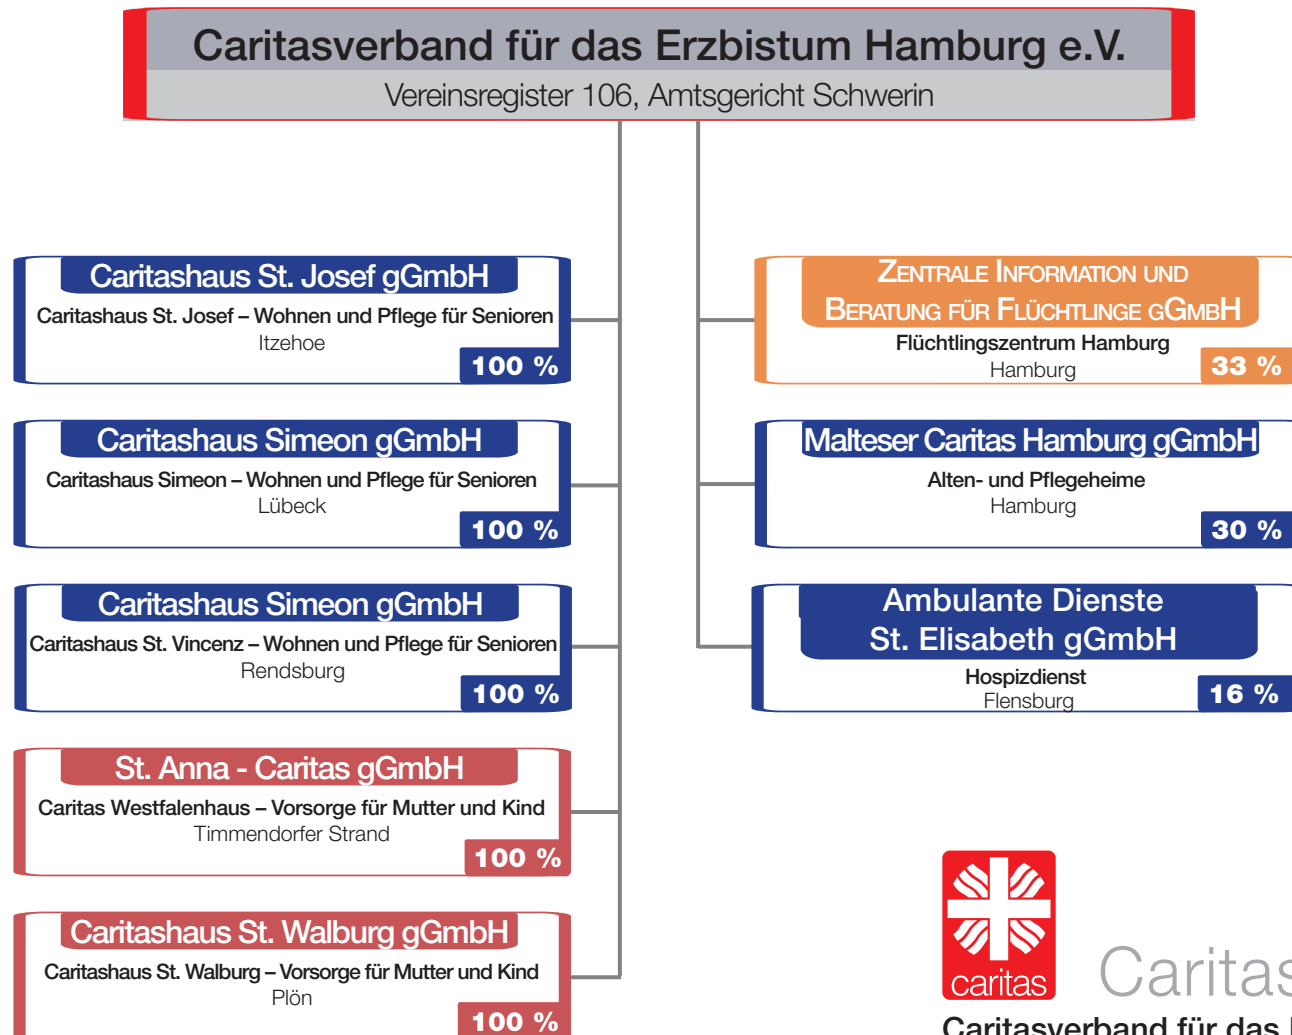 Caritasverband für das Erzbistum Hamburg e.V.
Vereinsregister 106, Amtsgericht Schwerin
Caritashaus St. Josef gGmbH
Caritashaus St. Josef – Wohnen und Pflege für Senioren
Itzehoe
100 %
Caritashaus Simeon gGmbH
Caritashaus Simeon – Wohnen und Pflege für Senioren
Lübeck
100 %
Caritashaus Simeon gGmbH
Caritashaus St. Vincenz – Wohnen und Pflege für Senioren
Rendsburg
100 %
St. Anna - Caritas gGmbH
Caritas Westfalenhaus – Vorsorge für Mutter und Kind
Timmendorfer Strand
100 %
Caritashaus St. Walburg gGmbH
Caritashaus St. Walburg – Vorsorge für Mutter und Kind
Plön
100 %
ZENTRALE INFORMATION UND
BERATUNG FÜR FLÜCHTLINGE GGMBH
Flüchtlingszentrum Hamburg
Hamburg
33 %
Malteser Caritas Hamburg gGmbH
Alten- und Pflegeheime
Hamburg
30 %
Ambulante Dienste
St. Elisabeth gGmbH
Hospizdienst
Flensburg
16 %
caritas
Caritas
Caritasverband für das